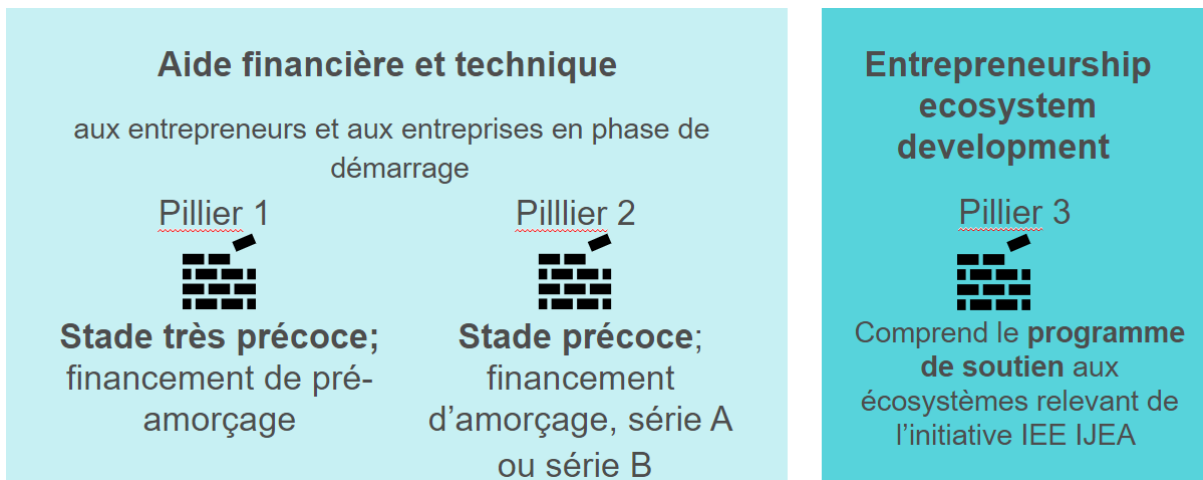 Aide financière et technique
aux entrepreneurs et aux entreprises en phase de
démarrage
Pillier 1
Stade très précoce;
financement de pré-
amorçage
Pilllier 2
Stade précoce;
financement
d’amorçage, série A
ou série B
Entrepreneurship
ecosystem
development
Pillier 3
Comprend le programme
de soutien aux
écosystèmes relevant de
l’initiative IEE IJEA